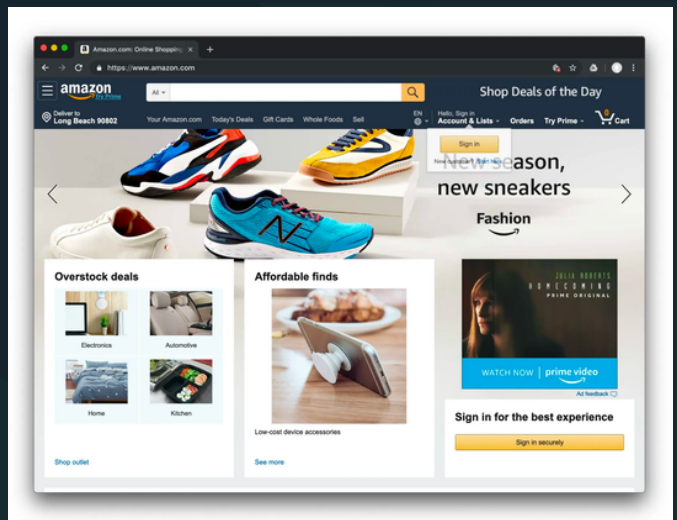 Amazon.com: Online Shopping
https://www.amazon.com
amazon
Try Prime
All
Shop Deals of the Day
Deliver to
Long Beach 90802
Your Amazon.com Today's Deals Gift Cards Whole Foods Sell
EN
Hello, Sign in
Account & Lists Orders Try Prime
0
Cart
Sign in
New customer?
New season,
new sneakers
Fashion
Overstock deals
Electronics
Automotive
Home
Kitchen
Shop outlet
Affordable finds
Low-cost device accessories
See more
JULIA ROBERTS
HOMECOMING
PRIME ORIGINAL
WATCH NOW | prime video
Ad feedback
Sign in for the best experience
Sign in securely